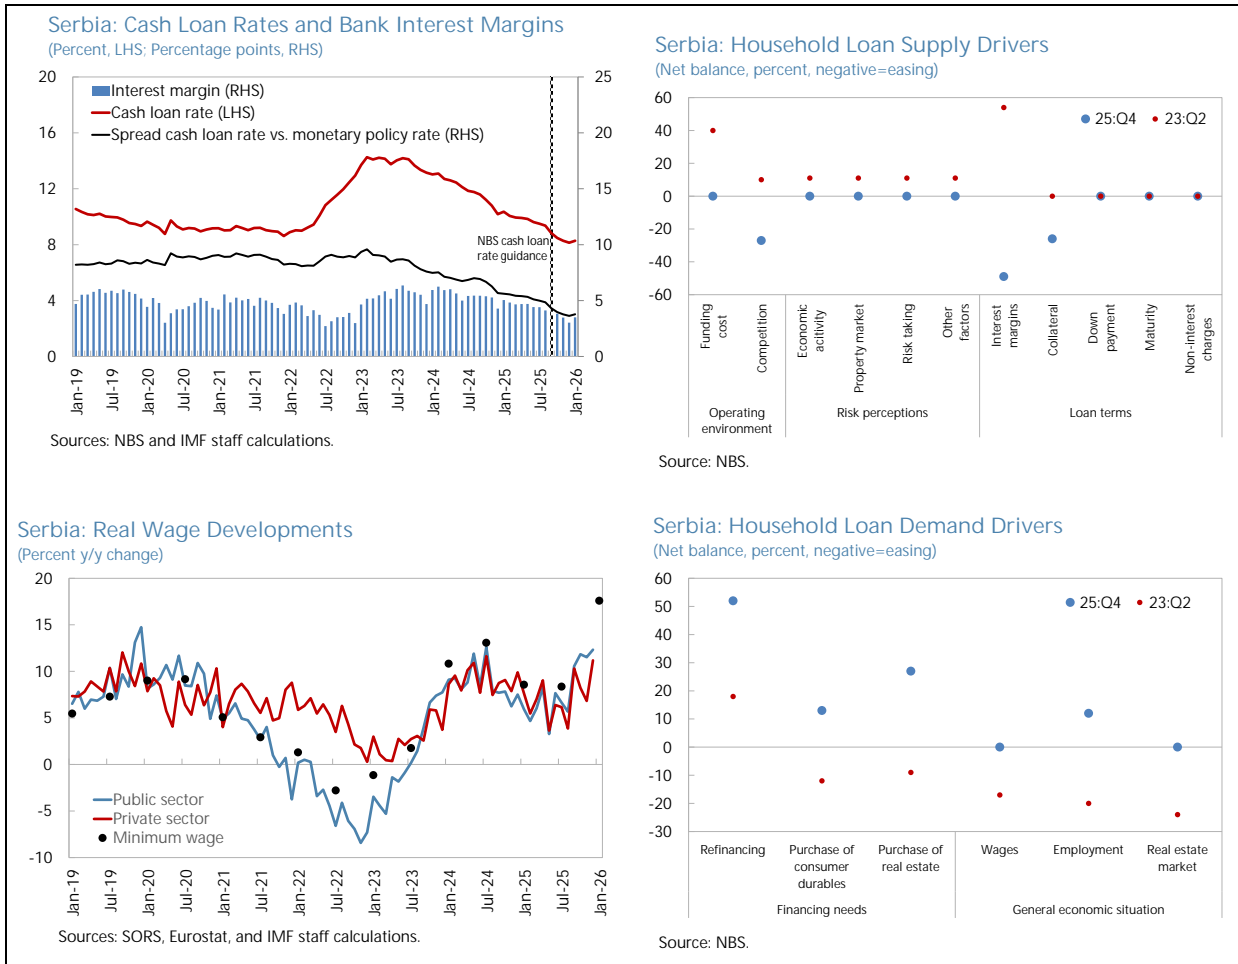 Serbia: Cash Loan Rates and Bank Interest Margins
(Percent, LHS; Percentage points, RHS)
20
16
12
8
4
0
25
20
15
10
5
0
Interest margin (RHS)
Cash loan rate (LHS)
Spread cash loan rate vs. monetary policy rate (RHS)
NBS cash loan
rate guidance
Jan-19
Jul-19
Jan-20
Jul-20
Jan-21
Jul-21
Jan-22
Jul-22
Jan-23
Jul-23
Jan-24
Jul-24
Jan-25
Jul-25
Jan-26
Sources: NBS and IMF staff calculations.
Serbia: Household Loan Supply Drivers
(Net balance, percent, negative=easing)
60
40
20
0
-20
-40
-60
25:Q4
23:Q2
Funding
cost
Competition
Economic
acitivity
Property market
Risk taking
Other
factors
Interest
margins
Collateral
Down
payment
Maturity
Non-interest
charges
Operating
environment
Risk perceptions
Loan terms
Source: NBS.
Serbia: Real Wage Developments
(Percent y/y change)
20
15
10
5
0
-5
-10
Public sector
Private sector
Minimum wage
Jan-19
Jul-19
Jan-20
Jul-20
Jan-21
Jul-21
Jan-22
Jul-22
Jan-23
Jul-23
Jan-24
Jul-24
Jan-25
Jul-25
Jan-26
Sources: SORS, Eurostat, and IMF staff calculations.
Serbia: Household Loan Demand Drivers
(Net balance, percent, negative=easing)
60
50
40
30
20
10
0
-10
-20
-30
25:Q4
23:Q2
Refinancing
Purchase of
consumer
durables
Purchase of
real estate
Wages
Employment
Real estate
market
Financing needs
General economic situation
Source: NBS.